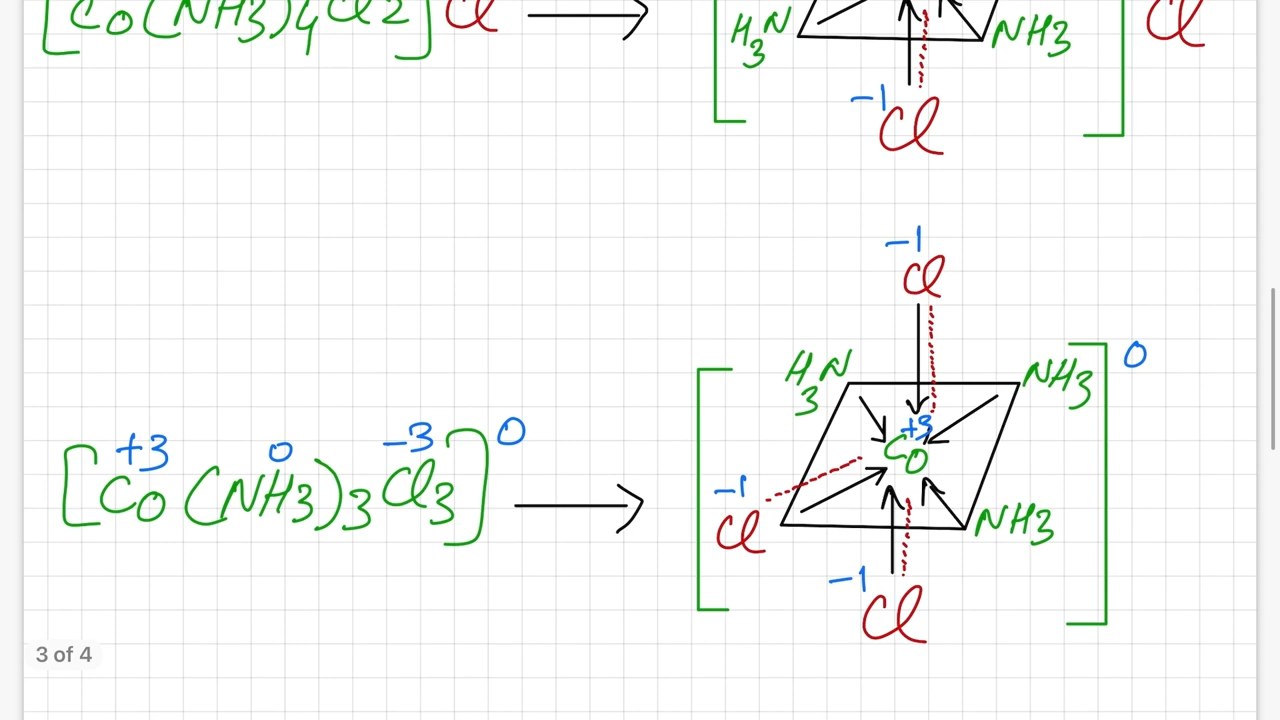 [Co(NH3)4Cl2]Cl
H3N NH3 Cl
-1
Cl
-1
Cl
H3N NH3 0
+3 0 -3 0
[Co(NH3)3Cl3]
+3
Co
-1
Cl NH3
-1
Cl
3 of 4